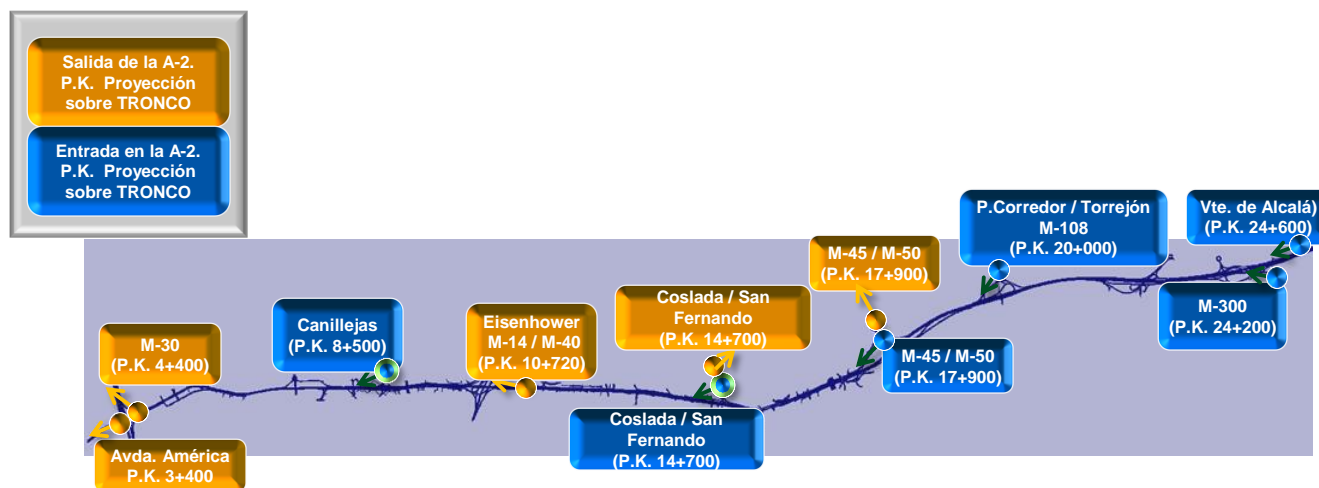 Salida de la A-2.
P.K. Proyección
sobre TRONCO
Entrada en la A-2.
P.K. Proyección
sobre TRONCO
P.Corredor / Torrejón
M-108
(P.K. 20+000)
Vte. de Alcalá)
(P.K. 24+600)
M-45 / M-50
(P.K. 17+900)
Coslada / San
Fernando
(P.K. 14+700)
Canillejas
(P.K. 8+500)
Eisenhower
M-14 / M-40
(P.K. 10+720)
M-30
(P.K. 4+400)
M-300
(P.K. 24+200)
M-45 / M-50
(P.K. 17+900)
Coslada / San
Fernando
(P.K. 14+700)
Avda. América
P.K. 3+400